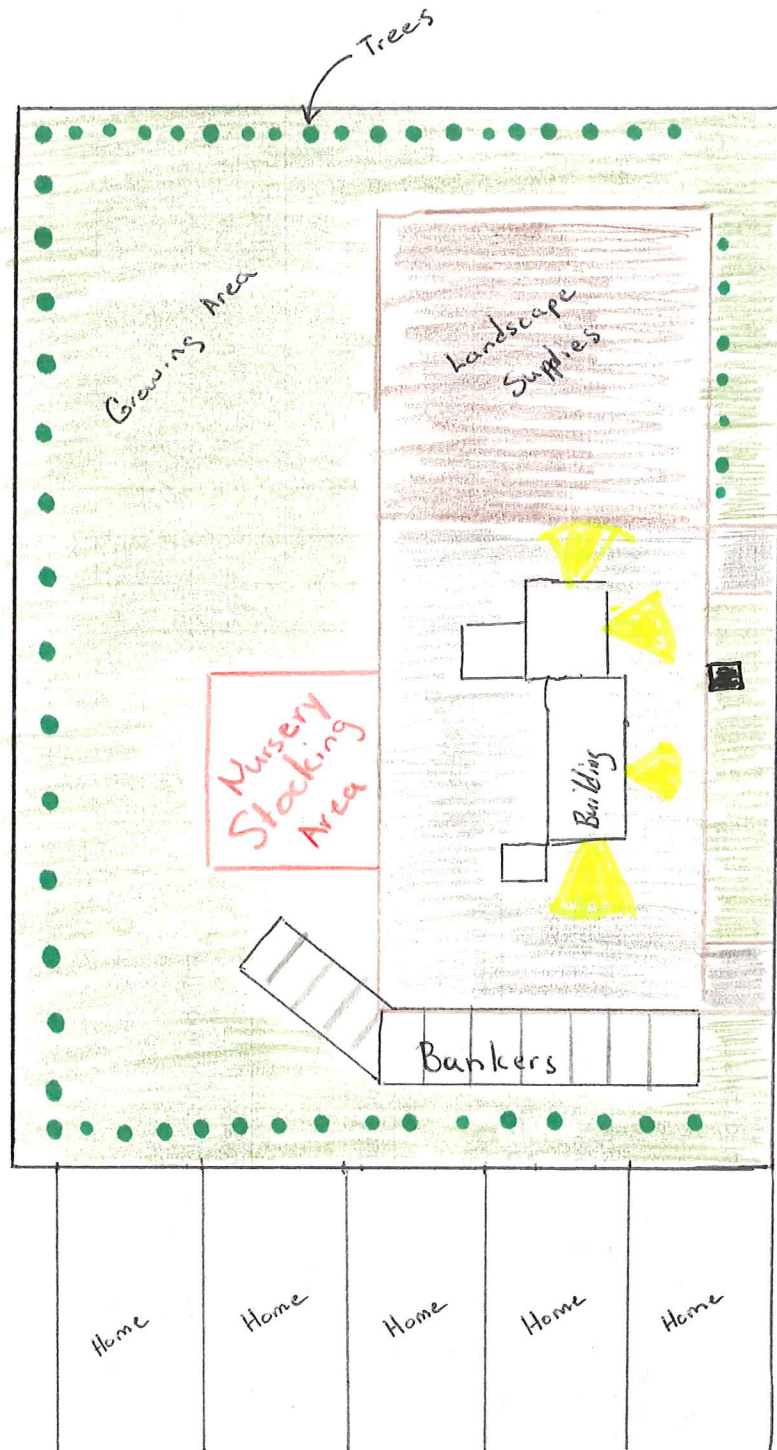 Trees
Growing Area
Landscape
Supplies
Nursery
Stocking
Area
Building
Bunkers
Home
Home
Home
Home
Home